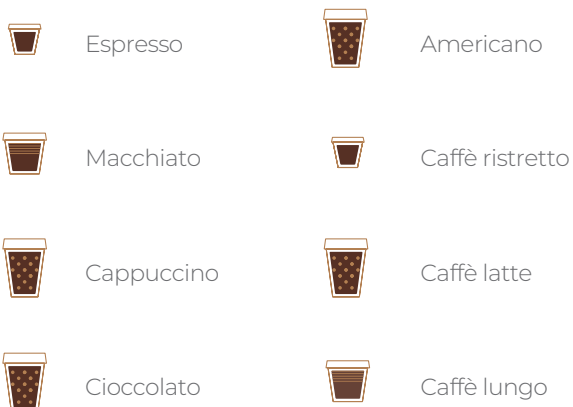 Espresso
Americano
Macchiato
Caffè ristretto
Cappuccino
Caffè latte
Cioccolato
Caffè lungo